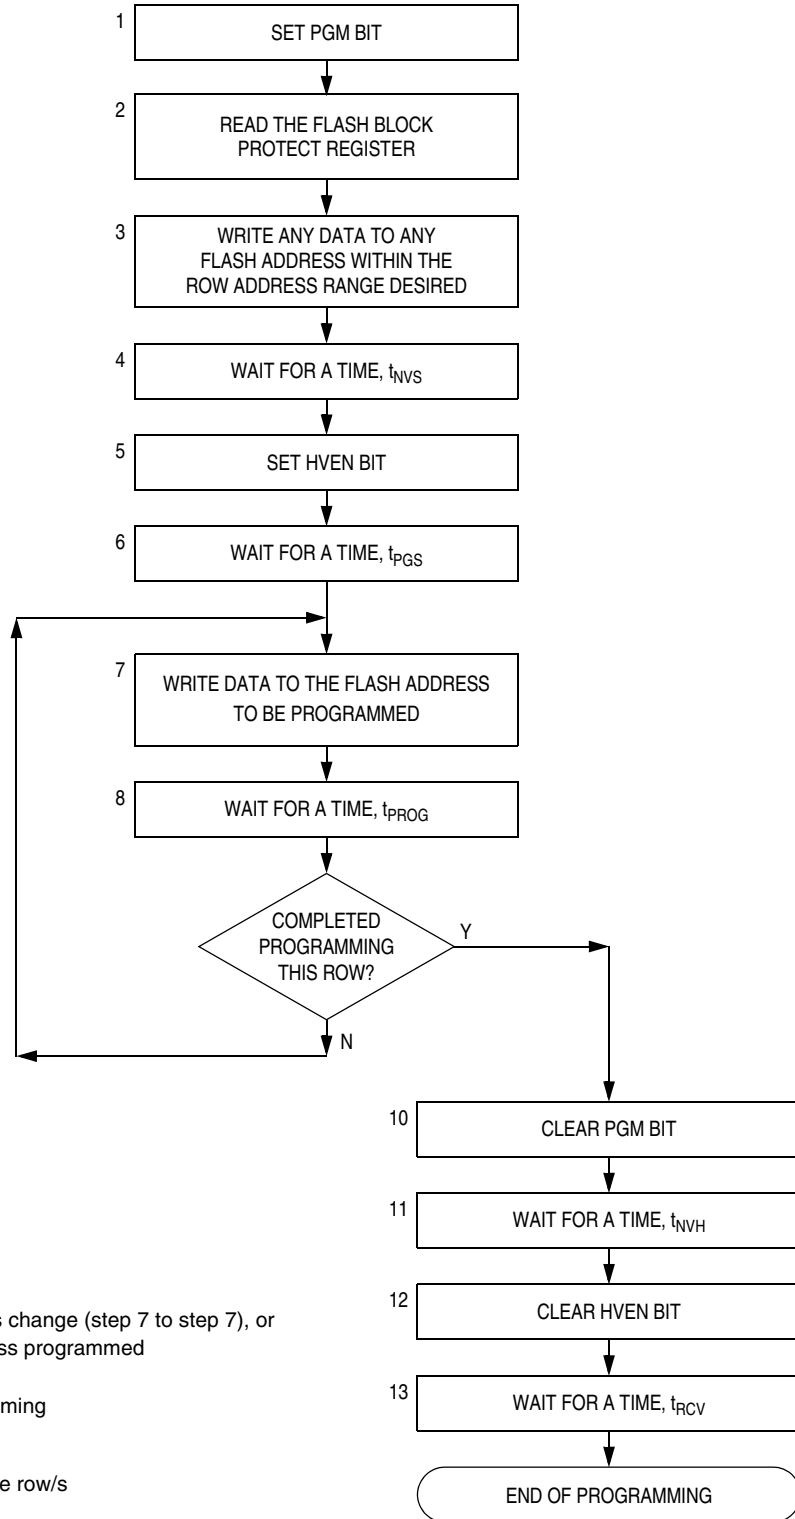 1
SET PGM BIT
2
READ THE FLASH BLOCK
PROTECT REGISTER
3
WRITE ANY DATA TO ANY
FLASH ADDRESS WITHIN THE
ROW ADDRESS RANGE DESIRED
4
WAIT FOR A TIME, tNVS
5
SET HVEN BIT
6
WAIT FOR A TIME, tPGS
7
WRITE DATA TO THE FLASH ADDRESS
TO BE PROGRAMMED
8
WAIT FOR A TIME, tPROG
COMPLETED
PROGRAMMING
THIS ROW?
Y
N
10
CLEAR PGM BIT
11
WAIT FOR A TIME, tNVH
12
CLEAR HVEN BIT
13
WAIT FOR A TIME, tRCV
END OF PROGRAMMING
change (step 7 to step 7), or
programmed
row/s